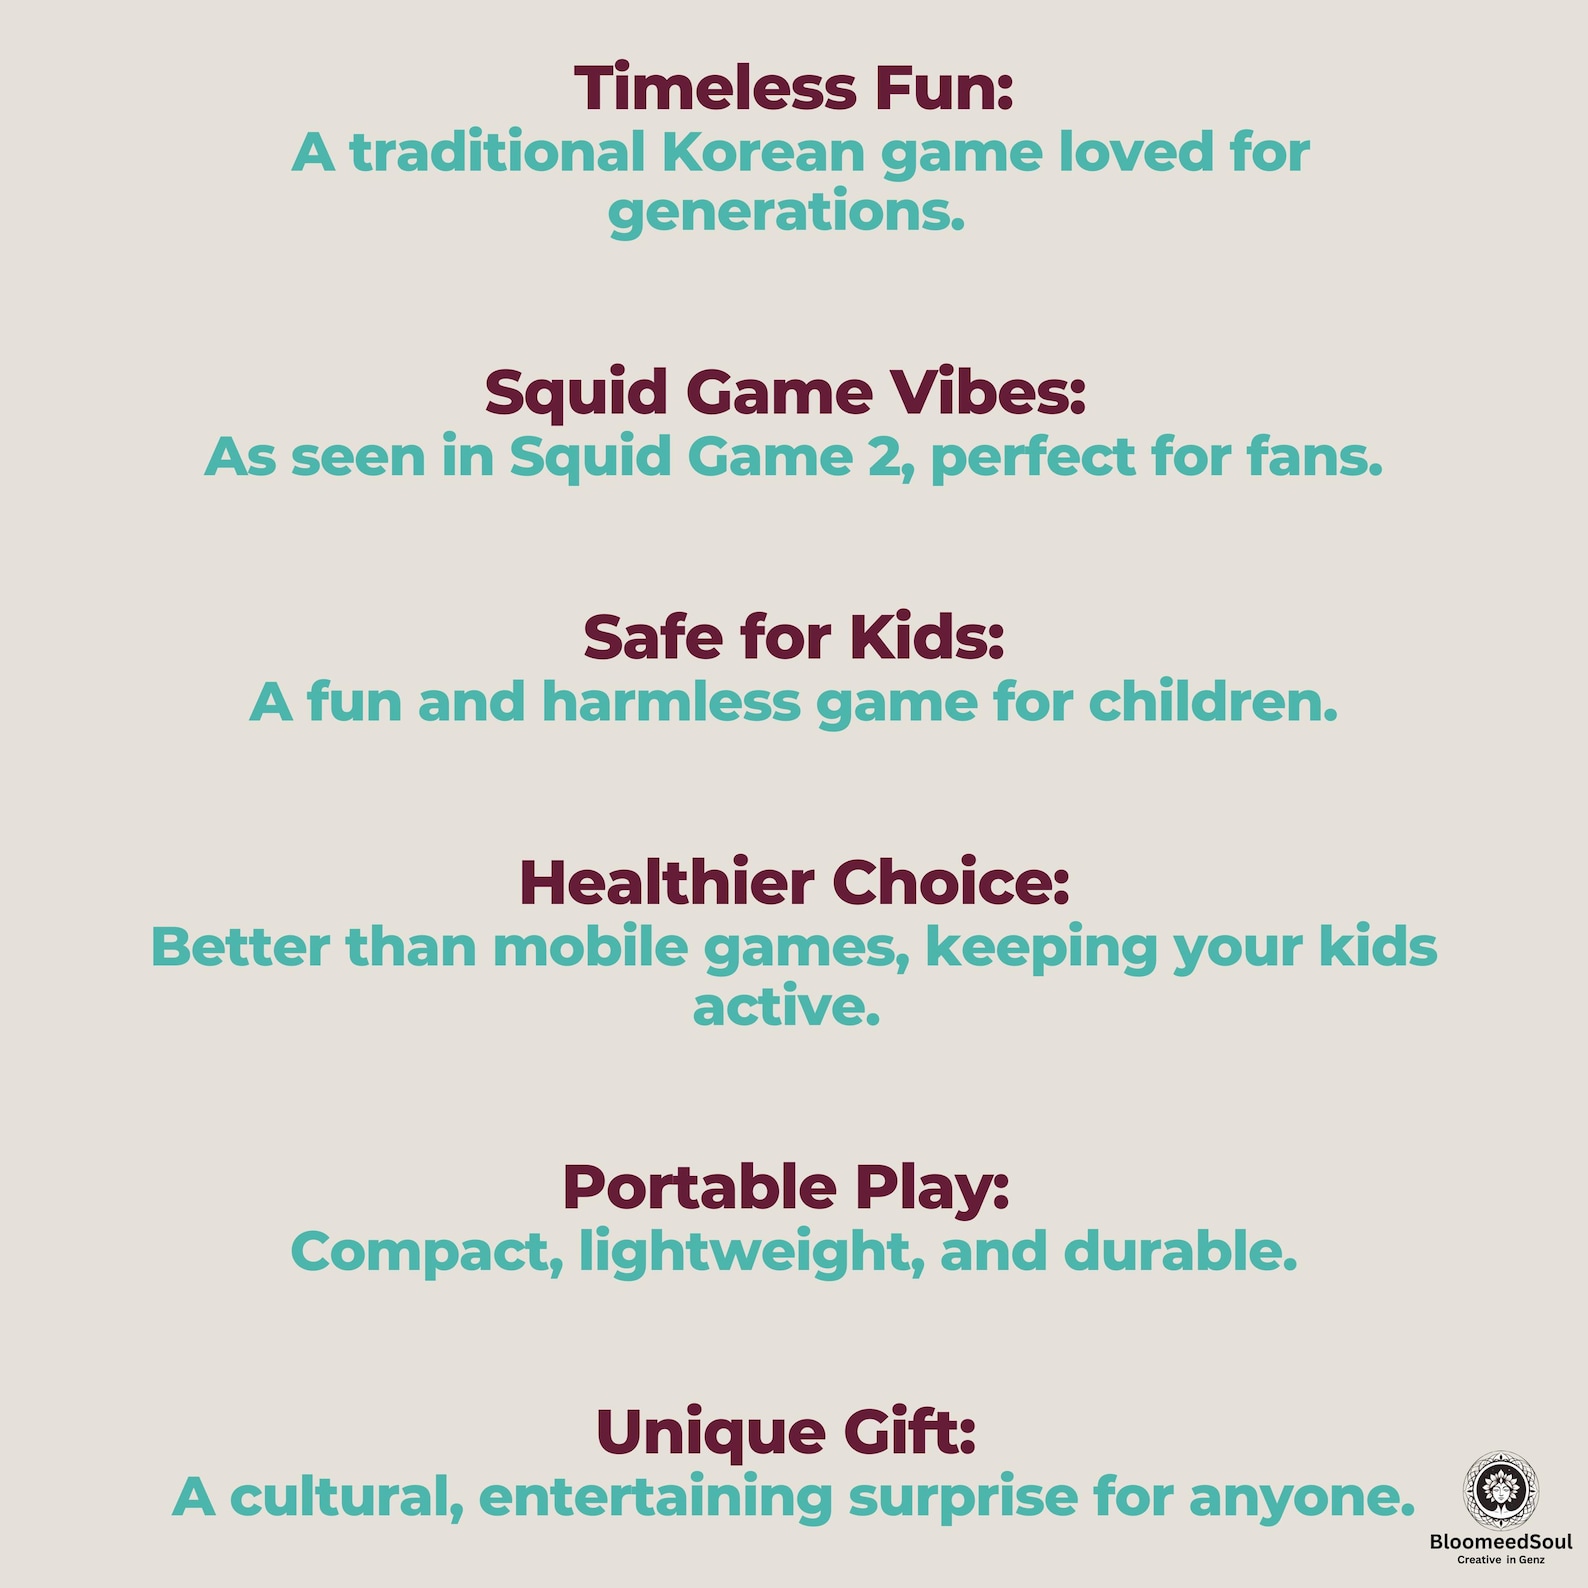 Timeless Fun:
A traditional Korean game loved for
generations.
Squid Game Vibes:
As seen in Squid Game 2, perfect for fans.
Safe for Kids:
A fun and harmless game for children.
Healthier Choice:
Better than mobile games, keeping your kids
active.
Portable Play:
Compact, lightweight, and durable.
Unique Gift:
A cultural, entertaining surprise for anyone.
BloomeedSoul
Creative in Genz